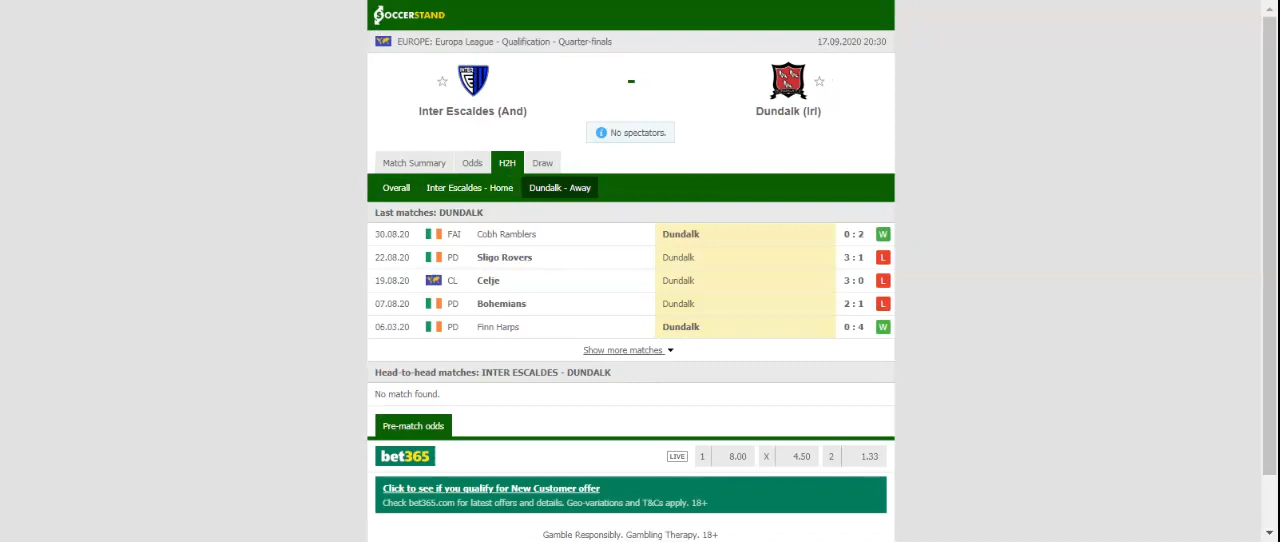 SOCCERSTAND
EUROPE: Europa League - Qualification - Quarter-finals 17.09.2020 20:30
-
Inter Escaldes (And) Dundalk (Irl)
No spectators.
Match Summary Odds H2H Draw
Overall Inter Escaldes - Home Dundalk - Away
Last matches: DUNDALK
30.08.20 FAI Cobh Ramblers Dundalk 0 : 2 W
22.08.20 PD Sligo Rovers Dundalk 3 : 1 L
19.08.20 CL Celje Dundalk 3 : 0 L
07.08.20 PD Bohemians Dundalk 2 : 1 L
06.03.20 PD Finn Harps Dundalk 0 : 4 W
Show more matches
Head-to-head matches: INTER ESCALDES - DUNDALK
No match found.
Pre-match odds
bet365 LIVE 1 8.00 X 4.50 2 1.33
Click to see if you qualify for New Customer offer
Check bet365.com for latest offers and details. Geo-variations and T&Cs apply. 18+
Gamble Responsibly. Gambling Therapy. 18+